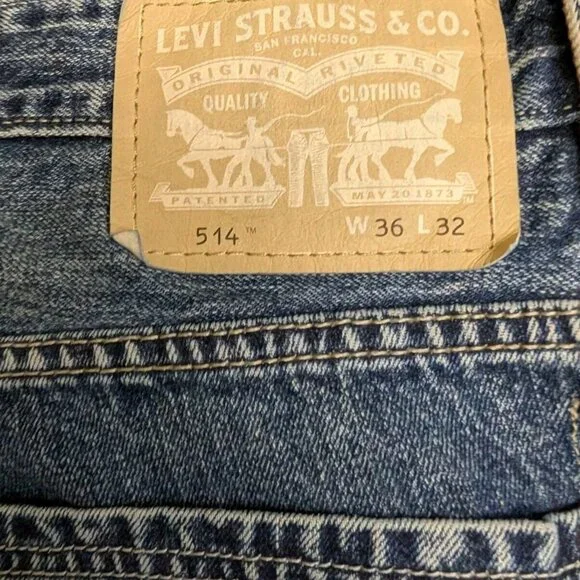 LEVI STRAUSS & CO.
SAN FRANCISCO
CAL.
ORIGINAL RIVETED
QUALITY CLOTHING
PATENTED MAY 20 1873
514™ W 36 L 32